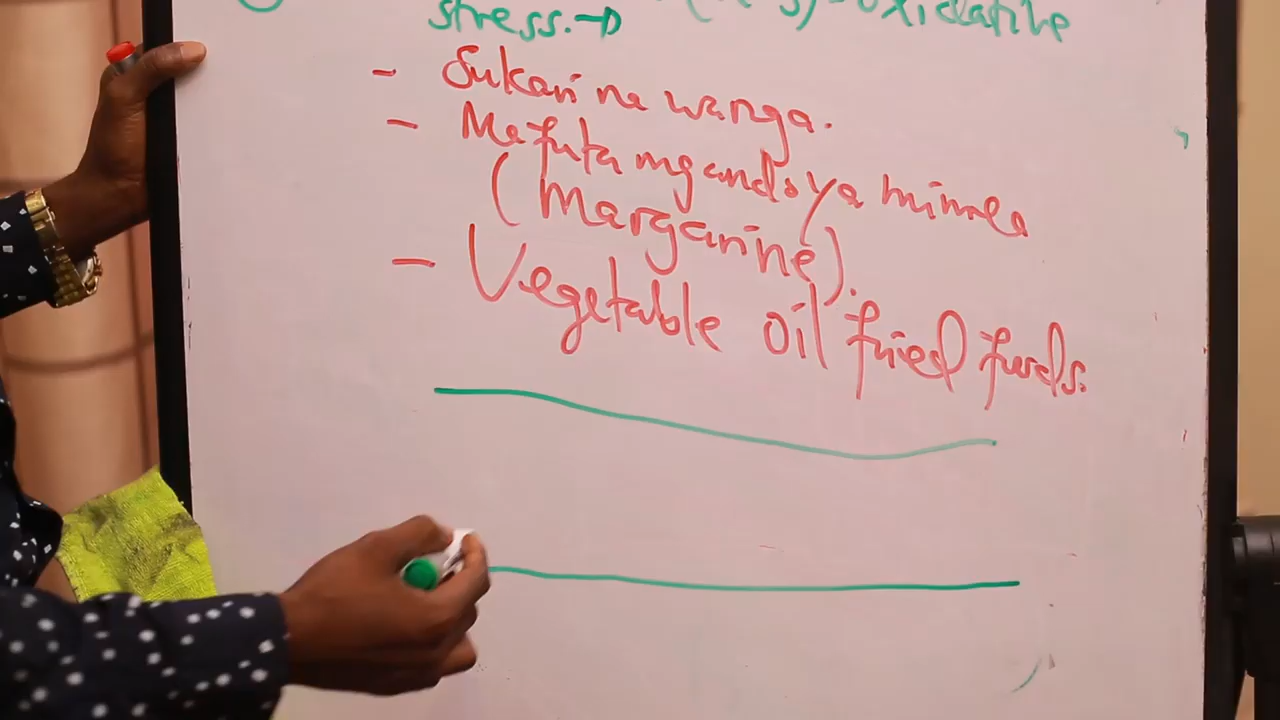 oxidative
stress.→
- Sukari na wanga.
- Mafuta mgando ya mimea
(Margarine).
- Vegetable oil fried foods.